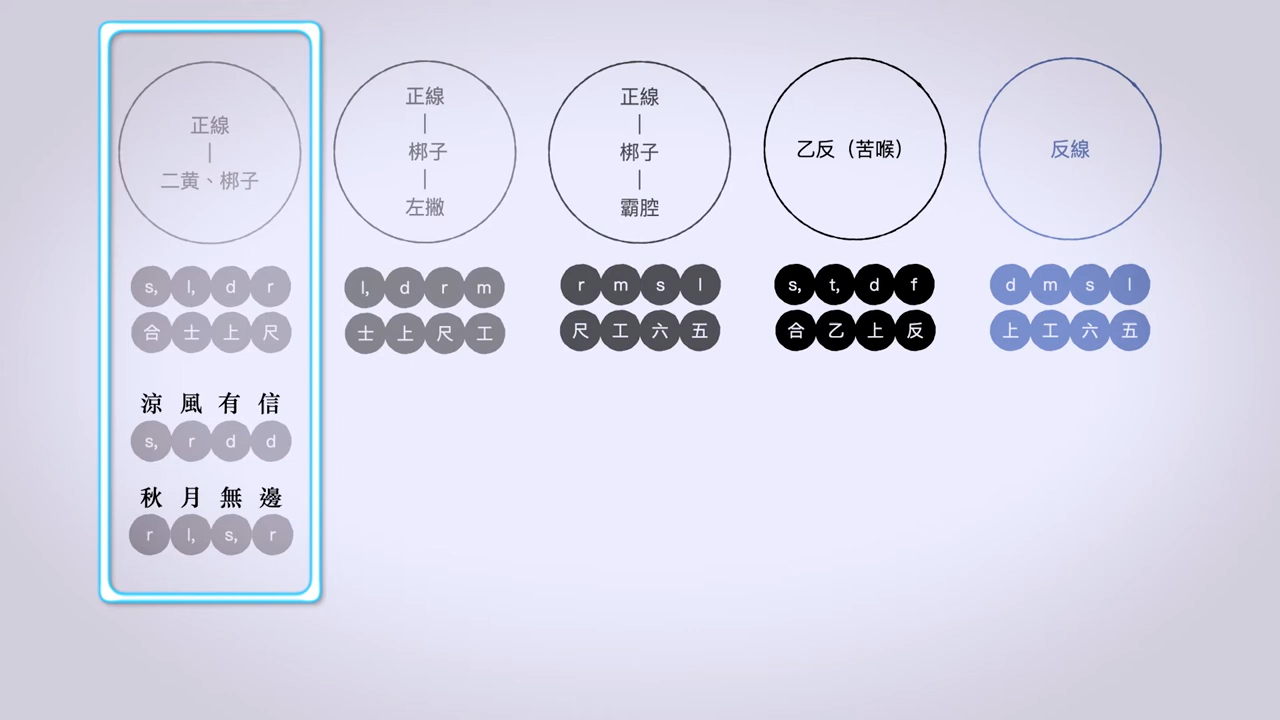 正線
|
二黄、梆子
s, l, d r
合 士 上 尺
涼 風 有 信
s, r d d
秋 月 無 邊
r l, s, r
正線
|
梆子
|
左撇
l, d r m
士 上 尺 工
正線
|
梆子
|
霸腔
r m s l
尺 工 六 五
乙反（苦喉）
s, t, d f
合 乙 上 反
反線
d m s l
上 工 六 五